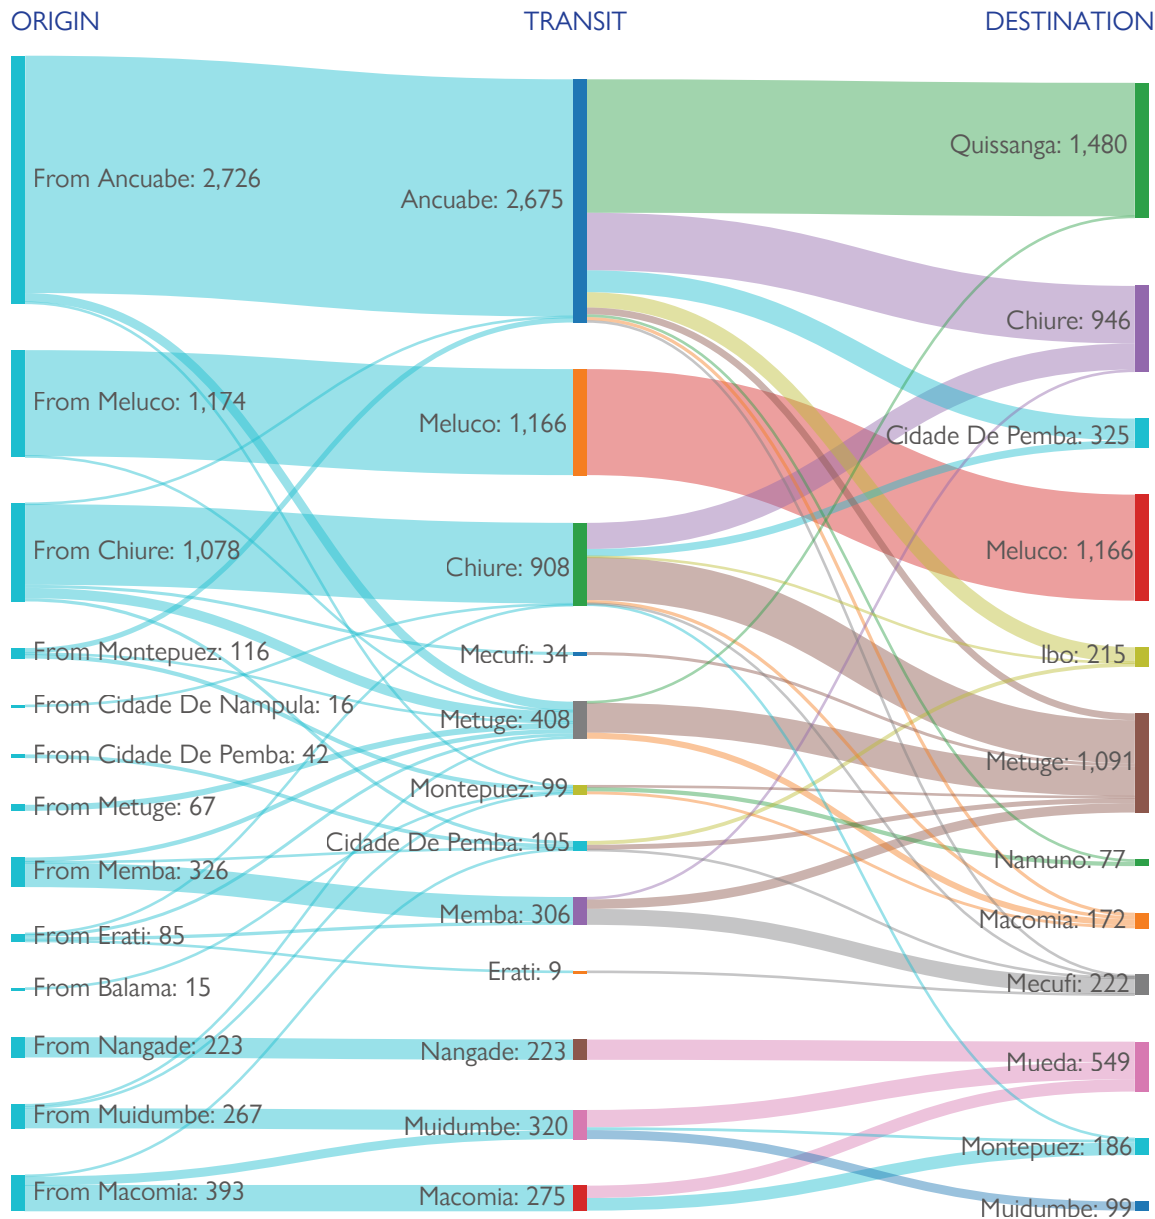 ORIGIN
TRANSIT
DESTINATION
From Ancuabe: 2,726
From Meluco: 1,174
From Chiure: 1,078
From Montepuez: 116
From Cidade De Nampula: 16
From Cidade De Pemba: 42
From Metuge: 67
From Memba: 326
From Erati: 85
From Balama: 15
From Nangade: 223
From Muidumbe: 267
From Macomia: 393
Ancuabe: 2,675
Meluco: 1,166
Chiure: 908
Mecufi: 34
Metuge: 408
Montepuez: 99
Cidade De Pemba: 105
Memba: 306
Erati: 9
Nangade: 223
Muidumbe: 320
Macomia: 275
Quissanga: 1,480
Chiure: 946
Cidade De Pemba: 325
Meluco: 1,166
Ibo: 215
Metuge: 1,091
Namuno: 77
Macomia: 172
Mecufi: 222
Mueda: 549
Montepuez: 186
Muidumbe: 99